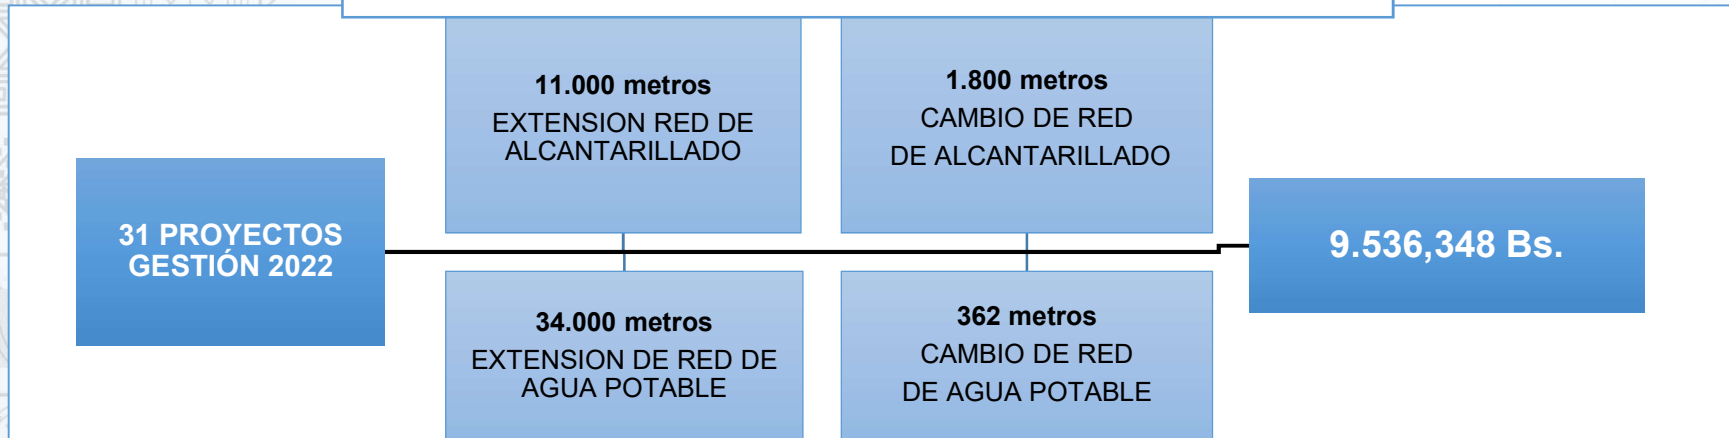 11.000 metros
EXTENSION RED DE
ALCANTARILLADO
1.800 metros
CAMBIO DE RED
DE ALCANTARILLADO
31 PROYECTOS
GESTIÓN 2022
9.536,348 Bs.
34.000 metros
EXTENSION DE RED DE
AGUA POTABLE
362 metros
CAMBIO DE RED
DE AGUA POTABLE